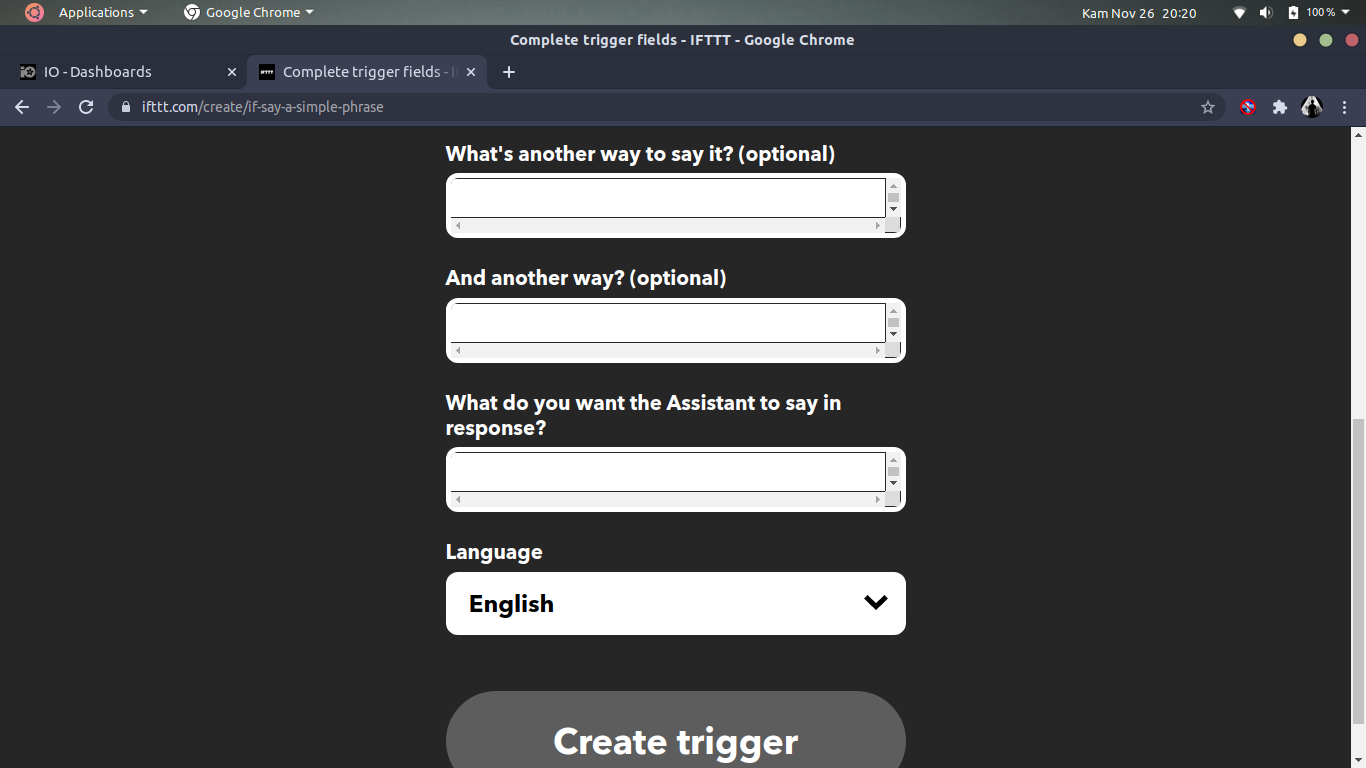 Applications
Google Chrome
Kam Nov 26 20:20
100 %
Complete trigger fields - IFTTT - Google Chrome
IO - Dashboards
IFTTT
Complete trigger fields - I
ifttt.com/create/if-say-a-simple-phrase
What's another way to say it? (optional)
And another way? (optional)
What do you want the Assistant to say in
response?
Language
English
Create trigger